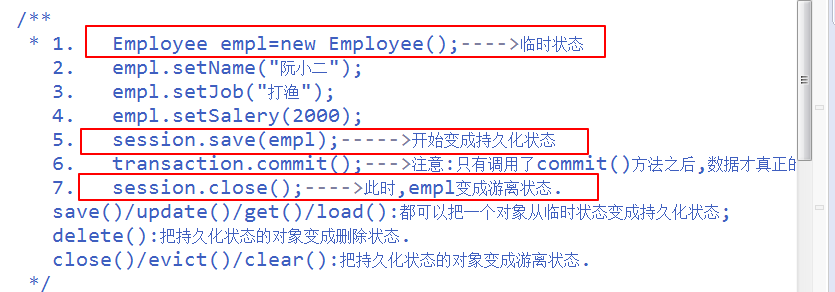 /**
* 1. Employee empl=new Employee();---->临时状态
2. empl.setName("阮小二");
3. empl.setJob("打渔");
4. empl.setSalery(2000);
5. session.save(empl);----->开始变成持久化状态
6. transaction.commit();--->注意:只有调用了commit()方法之后,数据才真正的
7. session.close();---->此时,empl变成游离状态.
save()/update()/get()/load():都可以把一个对象从临时状态变成持久化状态;
delete():把持久化状态的对象变成删除状态.
close()/evict()/clear():把持久化状态的对象变成游离状态.
*/